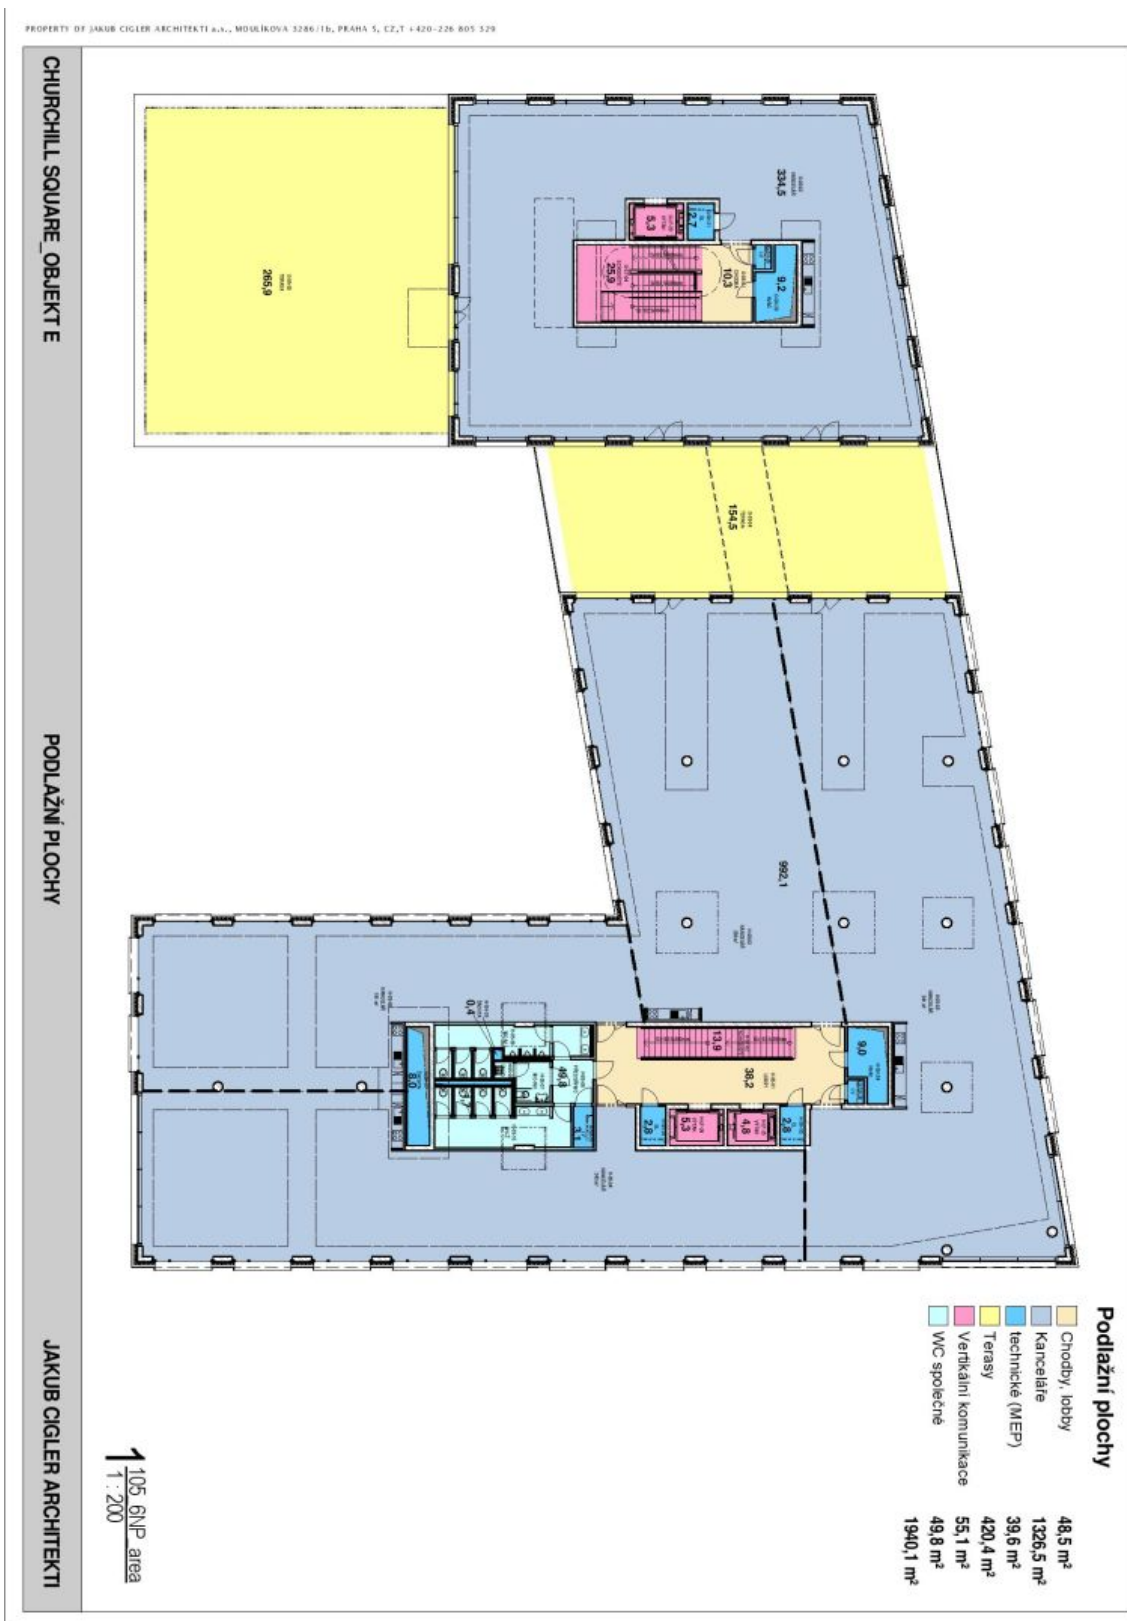 PROPERTY OF JAKUB CIGLER ARCHITEKTI a.s., MOULÍKOVA 3286/1b, PRAHA 5, CZ,T +420-226 805 329
CHURCHILL SQUARE_OBJEKT E
PODLAŽNÍ PLOCHY
JAKUB CIGLER ARCHITEKTI
334,5
5,3
2,7
25,9
10,3
9,2
265,9
154,5
992,1
0,4
13,9
9,0
38,2
49,8
8,0
3,1
2,8
5,3
4,8
2,8
Podlažní plochy
Chodby, lobby 48,5 m²
Kanceláře 1326,5 m²
technické (MEP) 39,6 m²
Terasy 420,4 m²
Vertikální komunikace 55,1 m²
WC společné 49,8 m²
1940,1 m²
1 105_6NP_area
1 : 200